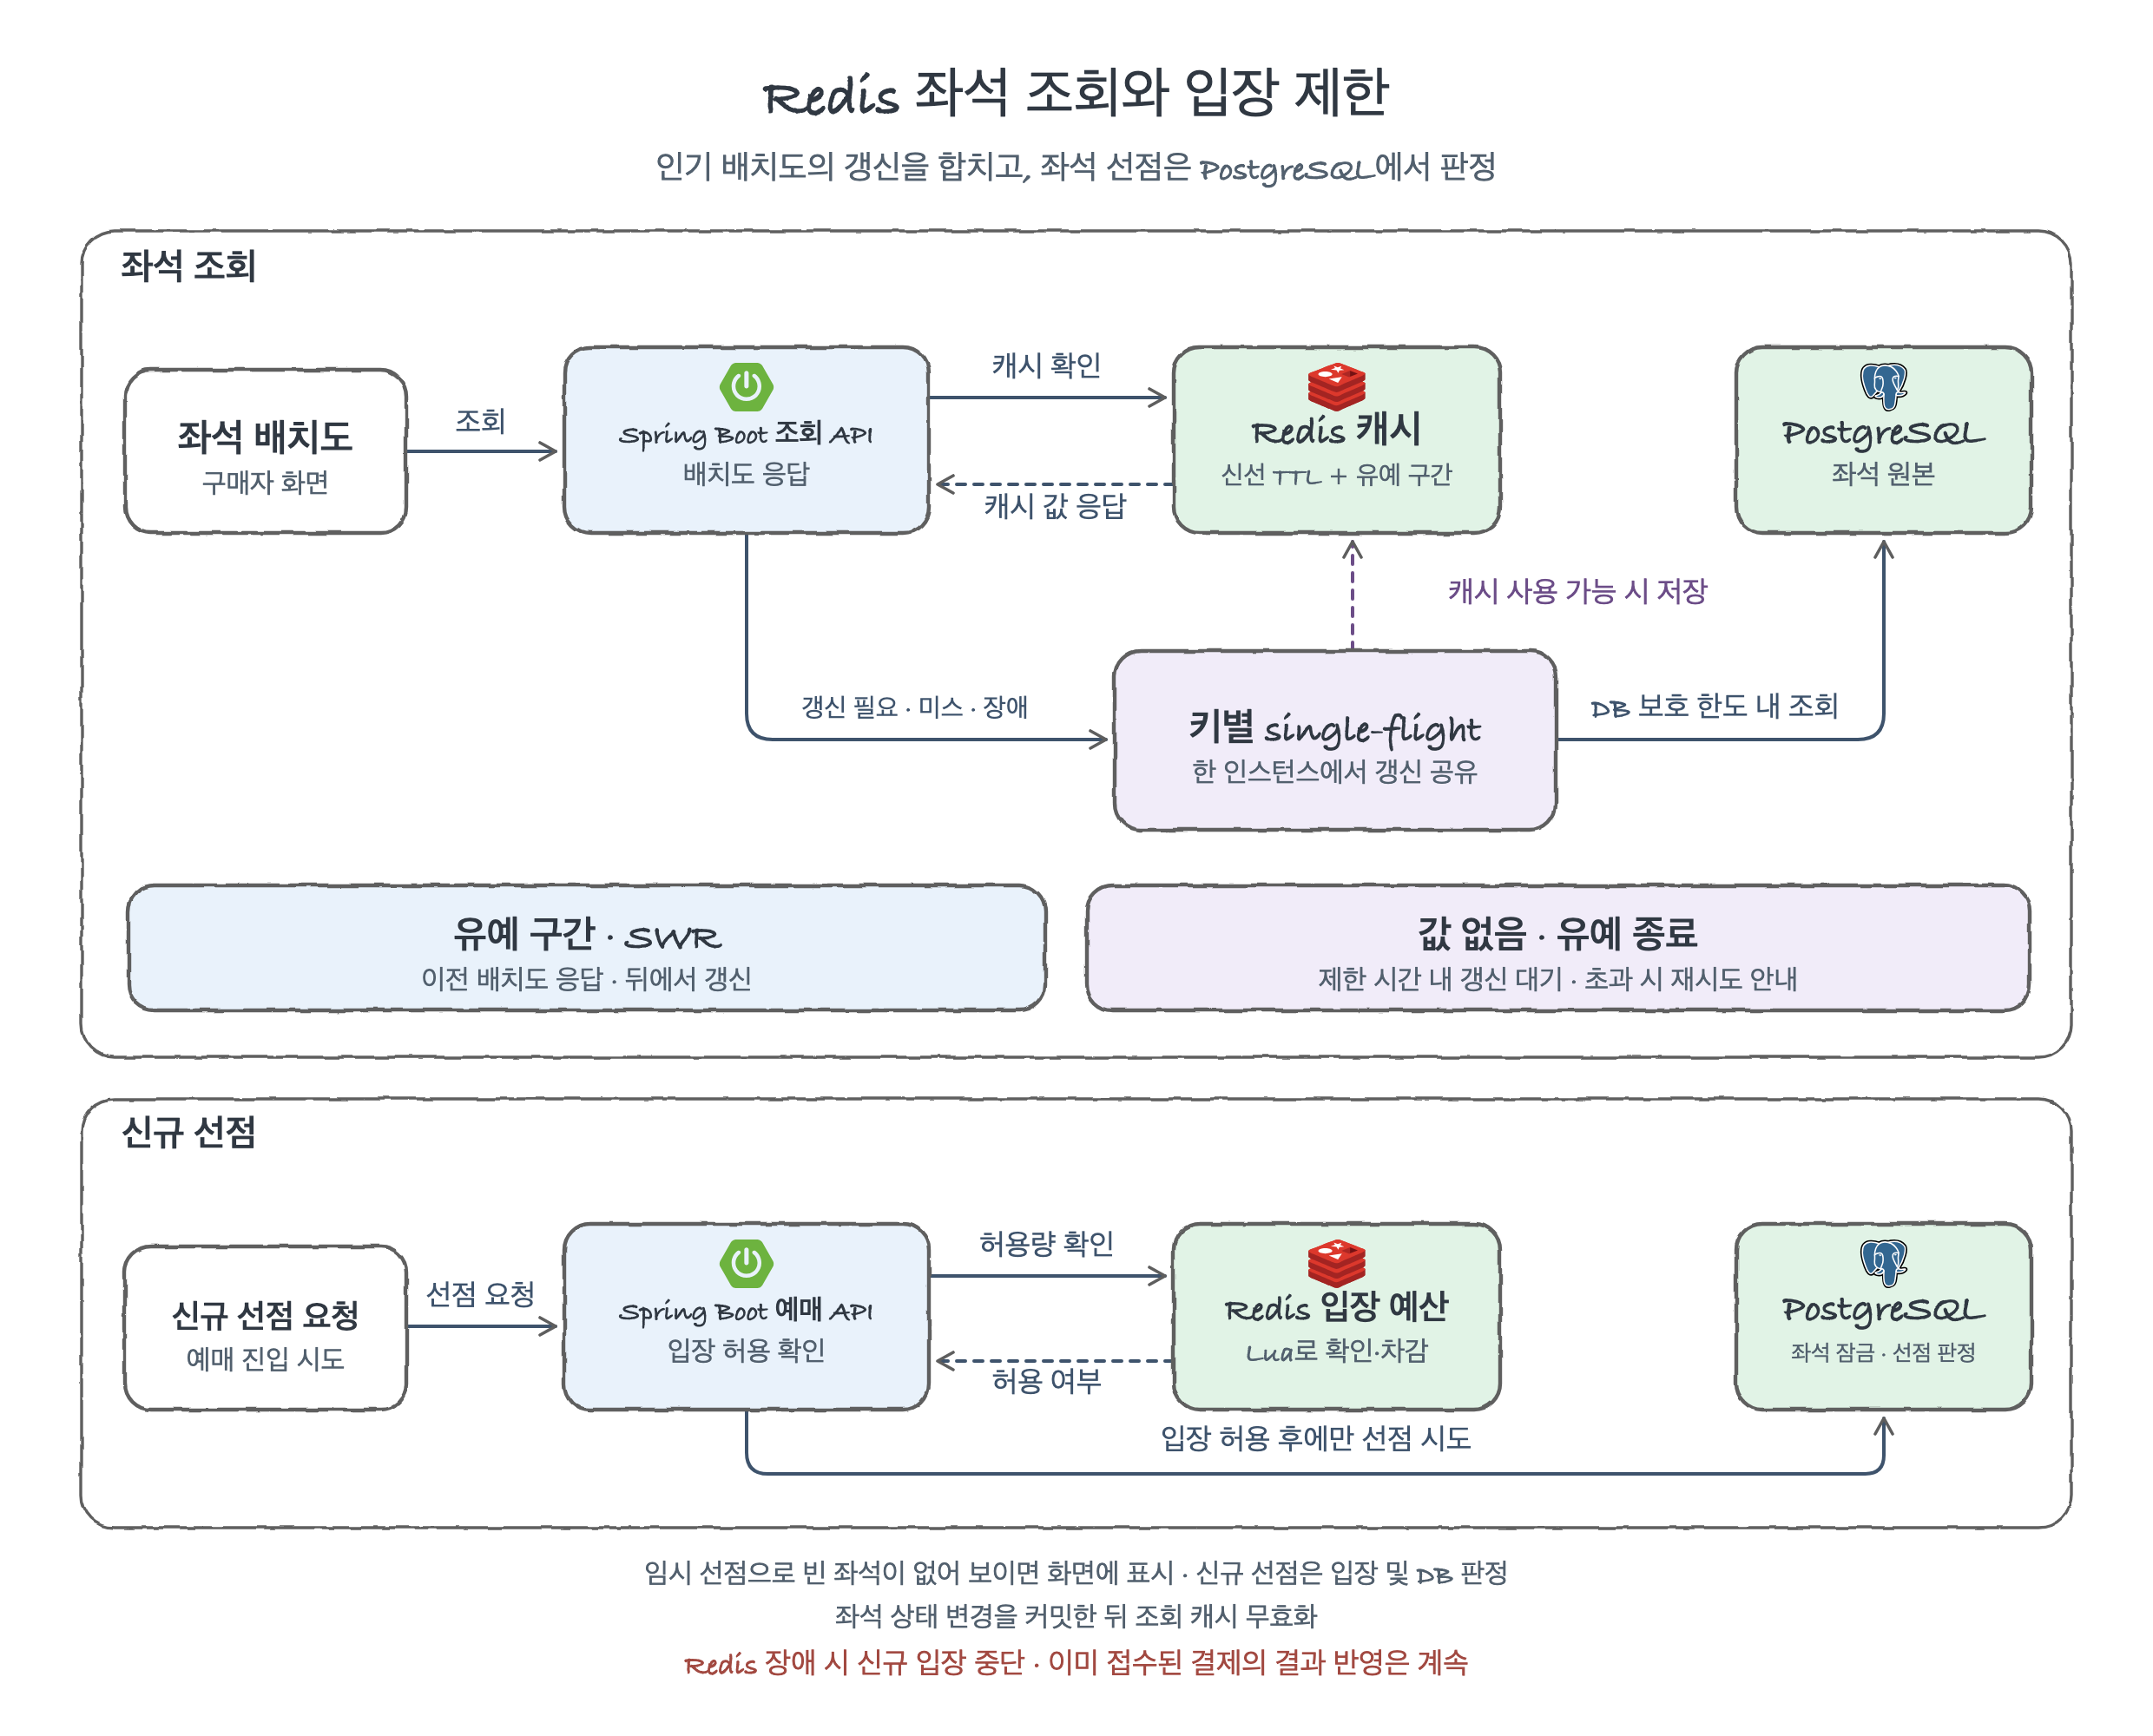 Redis 좌석 조회와 입장 제한
인기 배치도의 갱신을 합치고, 좌석 선점은 PostgreSQL에서 판정
좌석 조회
좌석 배치도
구매자 화면
조회
Spring Boot 조회 API
배치도 응답
캐시 확인
캐시 값 응답
Redis 캐시
신선 TTL + 유예 구간
PostgreSQL
좌석 원본
캐시 사용 가능 시 저장
갱신 필요 · 미스 · 장애
키별 single-flight
한 인스턴스에서 갱신 공유
DB 보호 한도 내 조회
유예 구간 · SWR
이전 배치도 응답 · 뒤에서 갱신
값 없음 · 유예 종료
제한 시간 내 갱신 대기 · 초과 시 재시도 안내
신규 선점
신규 선점 요청
예매 진입 시도
선점 요청
Spring Boot 예매 API
입장 허용 확인
허용량 확인
허용 여부
Redis 입장 예산
Lua로 확인·차감
PostgreSQL
좌석 잠금 · 선점 판정
입장 허용 후에만 선점 시도
임시 선점으로 빈 좌석이 없어 보이면 화면에 표시 · 신규 선점은 입장 및 DB 판정
좌석 상태 변경을 커밋한 뒤 조회 캐시 무효화
Redis 장애 시 신규 입장 중단 · 이미 접수된 결제의 결과 반영은 계속